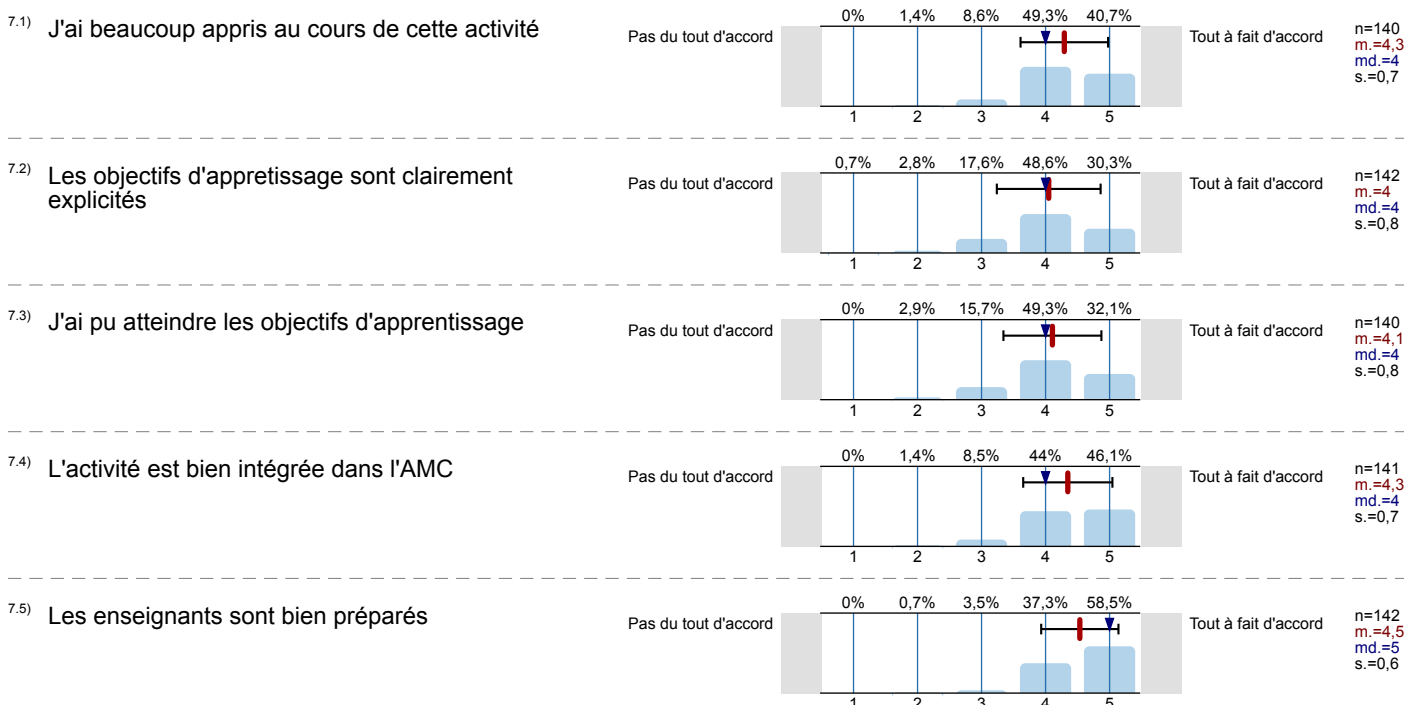 7.1) J'ai beaucoup appris au cours de cette activité
Pas du tout d'accord
0% 1,4% 8,6% 49,3% 40,7%
1 2 3 4 5
Tout à fait d'accord
n=140
m.=4,3
md.=4
s.=0,7
7.2) Les objectifs d'appretissage sont clairement
explicités
Pas du tout d'accord
0,7% 2,8% 17,6% 48,6% 30,3%
1 2 3 4 5
Tout à fait d'accord
n=142
m.=4
md.=4
s.=0,8
7.3) J'ai pu atteindre les objectifs d'apprentissage
Pas du tout d'accord
0% 2,9% 15,7% 49,3% 32,1%
1 2 3 4 5
Tout à fait d'accord
n=140
m.=4,1
md.=4
s.=0,8
7.4) L'activité est bien intégrée dans l'AMC
Pas du tout d'accord
0% 1,4% 8,5% 44% 46,1%
1 2 3 4 5
Tout à fait d'accord
n=141
m.=4,3
md.=4
s.=0,7
7.5) Les enseignants sont bien préparés
Pas du tout d'accord
0% 0,7% 3,5% 37,3% 58,5%
1 2 3 4 5
Tout à fait d'accord
n=142
m.=4,5
md.=5
s.=0,6